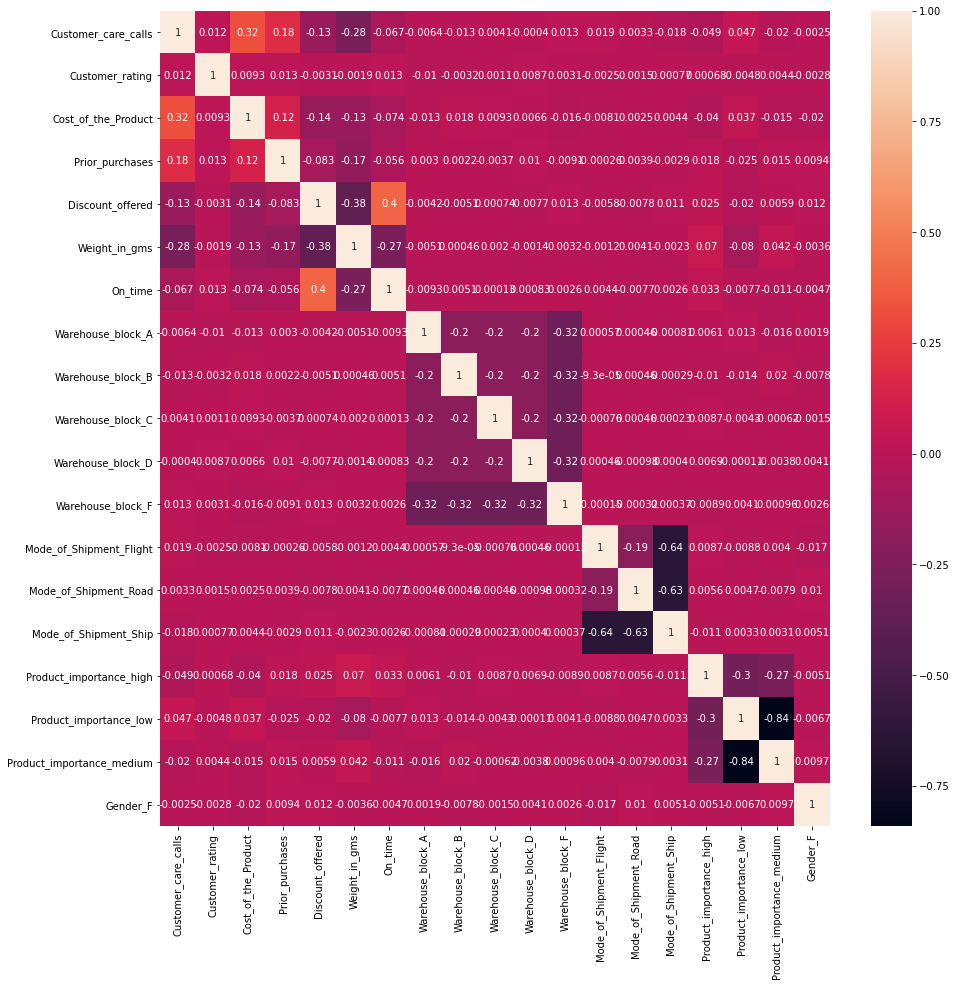 Customer_care_calls 1 0.012 0.32 0.18 -0.13 -0.28 -0.067 -0.0064 -0.013 0.0041 -0.0004 0.013 0.019 0.0033 -0.018 -0.049 0.047 -0.02 -0.0025
Customer_rating 0.012 1 0.0093 0.013 -0.0031 -0.0019 0.013 -0.01 -0.0032 0.0011 0.0087 0.0031 -0.0025 0.0015 0.00077 0.00068 -0.0048 0.0044 -0.0028
Cost_of_the_Product 0.32 0.0093 1 0.12 -0.14 -0.13 -0.074 -0.013 0.018 0.0093 0.0066 -0.016 -0.0081 0.0025 0.0044 -0.04 0.037 -0.015 -0.02
Prior_purchases 0.18 0.013 0.12 1 -0.083 -0.17 -0.056 0.003 0.0022 -0.0037 0.01 -0.0091 -0.00026 0.0039 -0.0029 0.018 -0.025 0.015 0.0094
Discount_offered -0.13 -0.0031 -0.14 -0.083 1 -0.38 0.4 -0.0042 -0.0051 -0.00074 -0.0077 0.013 -0.0058 -0.0078 0.011 0.025 -0.02 0.0059 0.012
Weight_in_gms -0.28 -0.0019 -0.13 -0.17 -0.38 1 -0.27 -0.0051 0.00046 0.002 -0.0014 0.0032 -0.0012 0.0041 -0.0023 0.07 -0.08 0.042 -0.0036
On_time -0.067 0.013 -0.074 -0.056 0.4 -0.27 1 -0.0093 0.0051 0.00013 0.00083 0.0026 0.0044 -0.0077 0.0026 0.033 -0.0077 -0.011 -0.0047
Warehouse_block_A -0.0064 -0.01 -0.013 0.003 -0.0042 -0.0051 -0.0093 1 -0.2 -0.2 -0.2 -0.32 0.00057 0.00046 0.00081 0.0061 0.013 -0.016 0.0019
Warehouse_block_B -0.013 -0.0032 0.018 0.0022 -0.0051 0.00046 0.0051 -0.2 1 -0.2 -0.2 -0.32 -9.3e-05 0.00046 0.00029 -0.01 -0.014 0.02 -0.0078
Warehouse_block_C 0.0041 0.0011 0.0093 -0.0037 0.00074 0.002 0.00013 -0.2 -0.2 1 -0.2 -0.32 0.00076 0.00046 0.00023 0.0087 -0.0043 0.00062 -0.0015
Warehouse_block_D -0.0004 0.0087 0.0066 0.01 -0.0077 -0.0014 0.00083 -0.2 -0.2 -0.2 1 -0.32 0.00046 0.00098 0.0004 0.0069 0.00011 -0.0038 0.0041
Warehouse_block_F 0.013 0.0031 -0.016 -0.0091 0.013 0.0032 0.0026 -0.32 -0.32 -0.32 -0.32 1 0.00015 0.00032 0.00037 -0.0089 0.0041 0.00096 0.0026
Mode_of_Shipment_Flight 0.019 -0.0025 -0.0081 0.00026 -0.0058 -0.0012 0.0044 0.00057 -9.3e-05 0.00076 0.00046 1 -0.19 -0.64 0.0087 -0.0088 0.004 -0.017
Mode_of_Shipment_Road 0.0033 0.0015 0.0025 0.0039 -0.0078 0.0041 -0.0077 0.00046 0.00046 0.00046 0.00098 0.00032 -0.19 1 -0.63 0.0056 0.0047 -0.0079 0.01
Mode_of_Shipment_Ship -0.018 0.00077 0.0044 -0.0029 0.011 -0.0023 0.0026 0.00081 0.00029 0.00023 0.0004 0.00037 -0.64 -0.63 1 -0.011 0.0033 0.0031 0.0051
Product_importance_high -0.049 0.00068 -0.04 0.018 0.025 0.07 0.033 0.0061 -0.01 0.0087 0.0069 -0.0089 0.0087 0.0056 -0.011 1 -0.3 -0.27 -0.0051
Product_importance_low 0.047 -0.0048 0.037 -0.025 -0.02 -0.08 -0.0077 0.013 -0.014 -0.0043 0.00011 0.0041 -0.0088 0.0047 0.0033 -0.3 1 -0.84 -0.0067
Product_importance_medium -0.02 0.0044 -0.015 0.015 0.0059 0.042 -0.011 -0.016 0.02 0.00062 -0.0038 0.00096 0.004 -0.0079 0.0031 -0.27 -0.84 1 0.0097
Gender_F -0.0025 -0.0028 -0.02 0.0094 0.012 -0.0036 -0.0047 0.0019 -0.0078 -0.0015 0.0041 0.0026 -0.017 0.01 0.0051 -0.0051 -0.0067 0.0097 1
Customer_care_calls
Customer_rating
Cost_of_the_Product
Prior_purchases
Discount_offered
Weight_in_gms
On_time
Warehouse_block_A
Warehouse_block_B
Warehouse_block_C
Warehouse_block_D
Warehouse_block_F
Mode_of_Shipment_Flight
Mode_of_Shipment_Road
Mode_of_Shipment_Ship
Product_importance_high
Product_importance_low
Product_importance_medium
Gender_F
1.00
0.75
0.50
0.25
0.00
−0.25
−0.50
−0.75